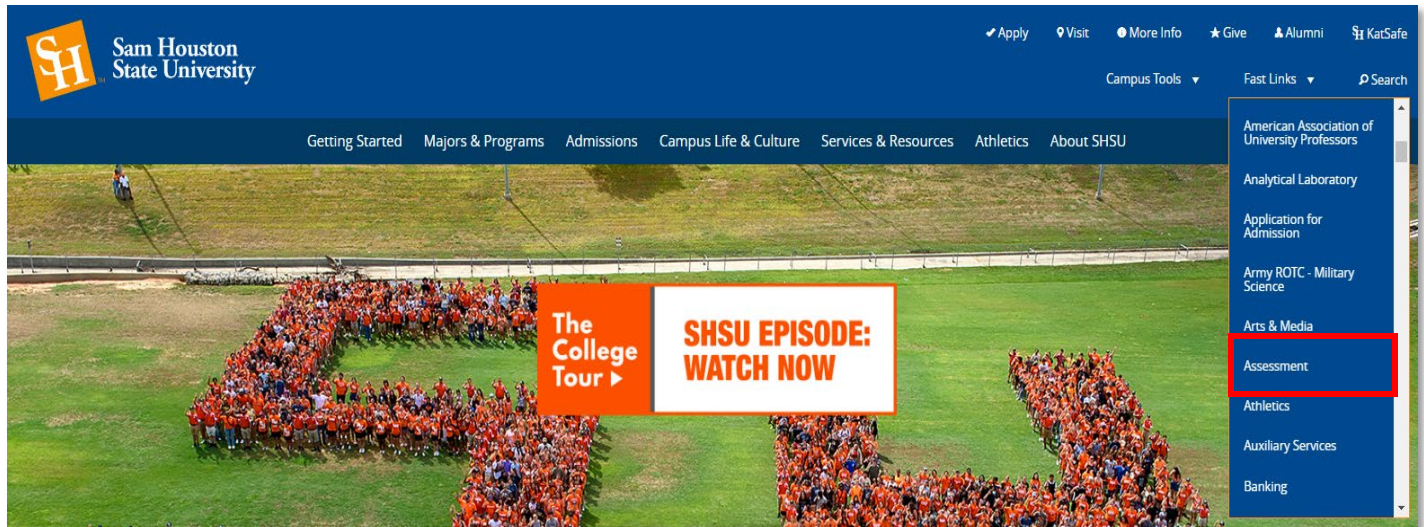 SH
Sam Houston
State University
Apply
Visit
More Info
Give
Alumni
SH KatSafe
Campus Tools
Fast Links
Search
Getting Started
Majors & Programs
Admissions
Campus Life & Culture
Services & Resources
Athletics
About SHSU
American Association of
University Professors
Analytical Laboratory
Application for
Admission
Army ROTC - Military
Science
Arts & Media
Assessment
Athletics
Auxiliary Services
Banking
The
College
Tour
SHSU EPISODE:
WATCH NOW